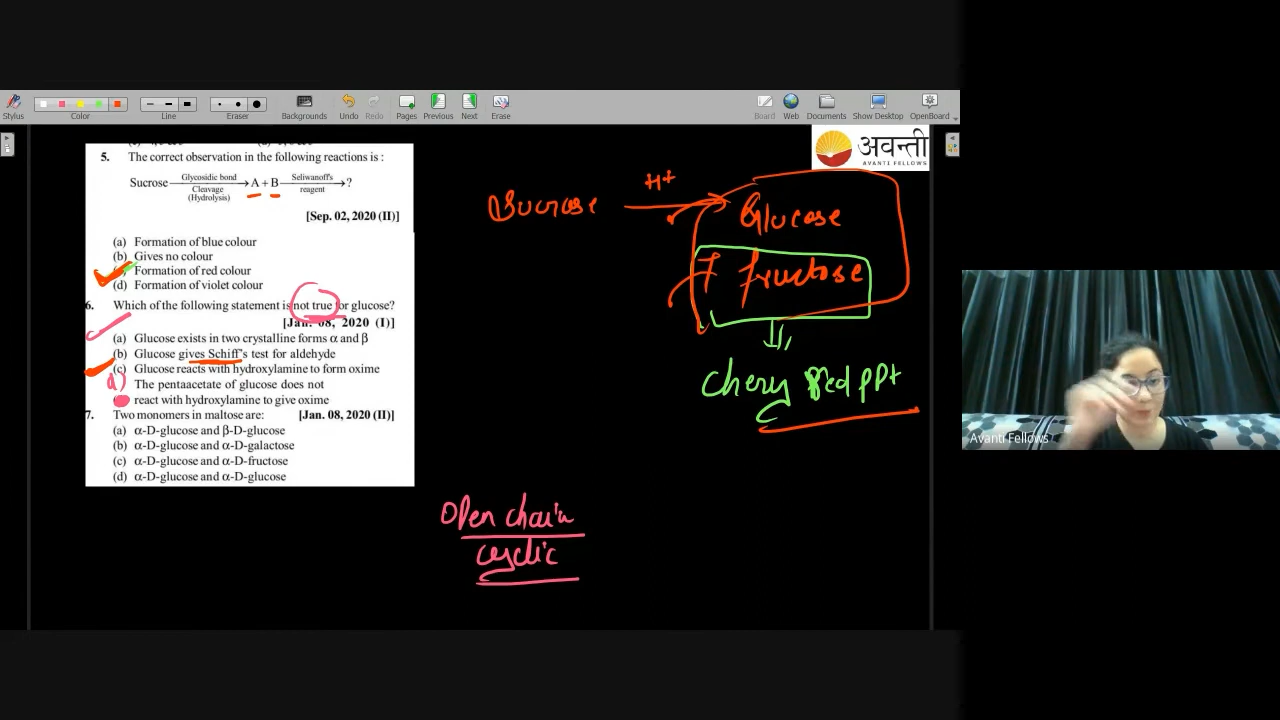 Stylus
Color
Line
Eraser
Backgrounds
Undo
Redo
Pages
Previous
Next
Erase
Board
Web
Documents
Show Desktop
OpenBoard
अवन्ती
AVANTI FELLOWS
5. The correct observation in the following reactions is :
Sucrose Glycosidic bond Cleavage (Hydrolysis) → A + B Seliwanoff's reagent → ?
[Sep. 02, 2020 (II)]
(a) Formation of blue colour
(b) Gives no colour
Formation of red colour
(d) Formation of violet colour
6. Which of the following statement is not true for glucose?
[Jan. 08, 2020 (I)]
(a) Glucose exists in two crystalline forms α and β
(b) Glucose gives Schiff's test for aldehyde
(c) Glucose reacts with hydroxylamine to form oxime
d) The pentaacetate of glucose does not
react with hydroxylamine to give oxime
7. Two monomers in maltose are: [Jan. 08, 2020 (II)]
(a) α-D-glucose and β-D-glucose
(b) α-D-glucose and α-D-galactose
(c) α-D-glucose and α-D-fructose
(d) α-D-glucose and α-D-glucose
Sucrose H+ → Glucose
+ fructose
Chery Red ppt
Open chain
cyclic
Avanti Fellows